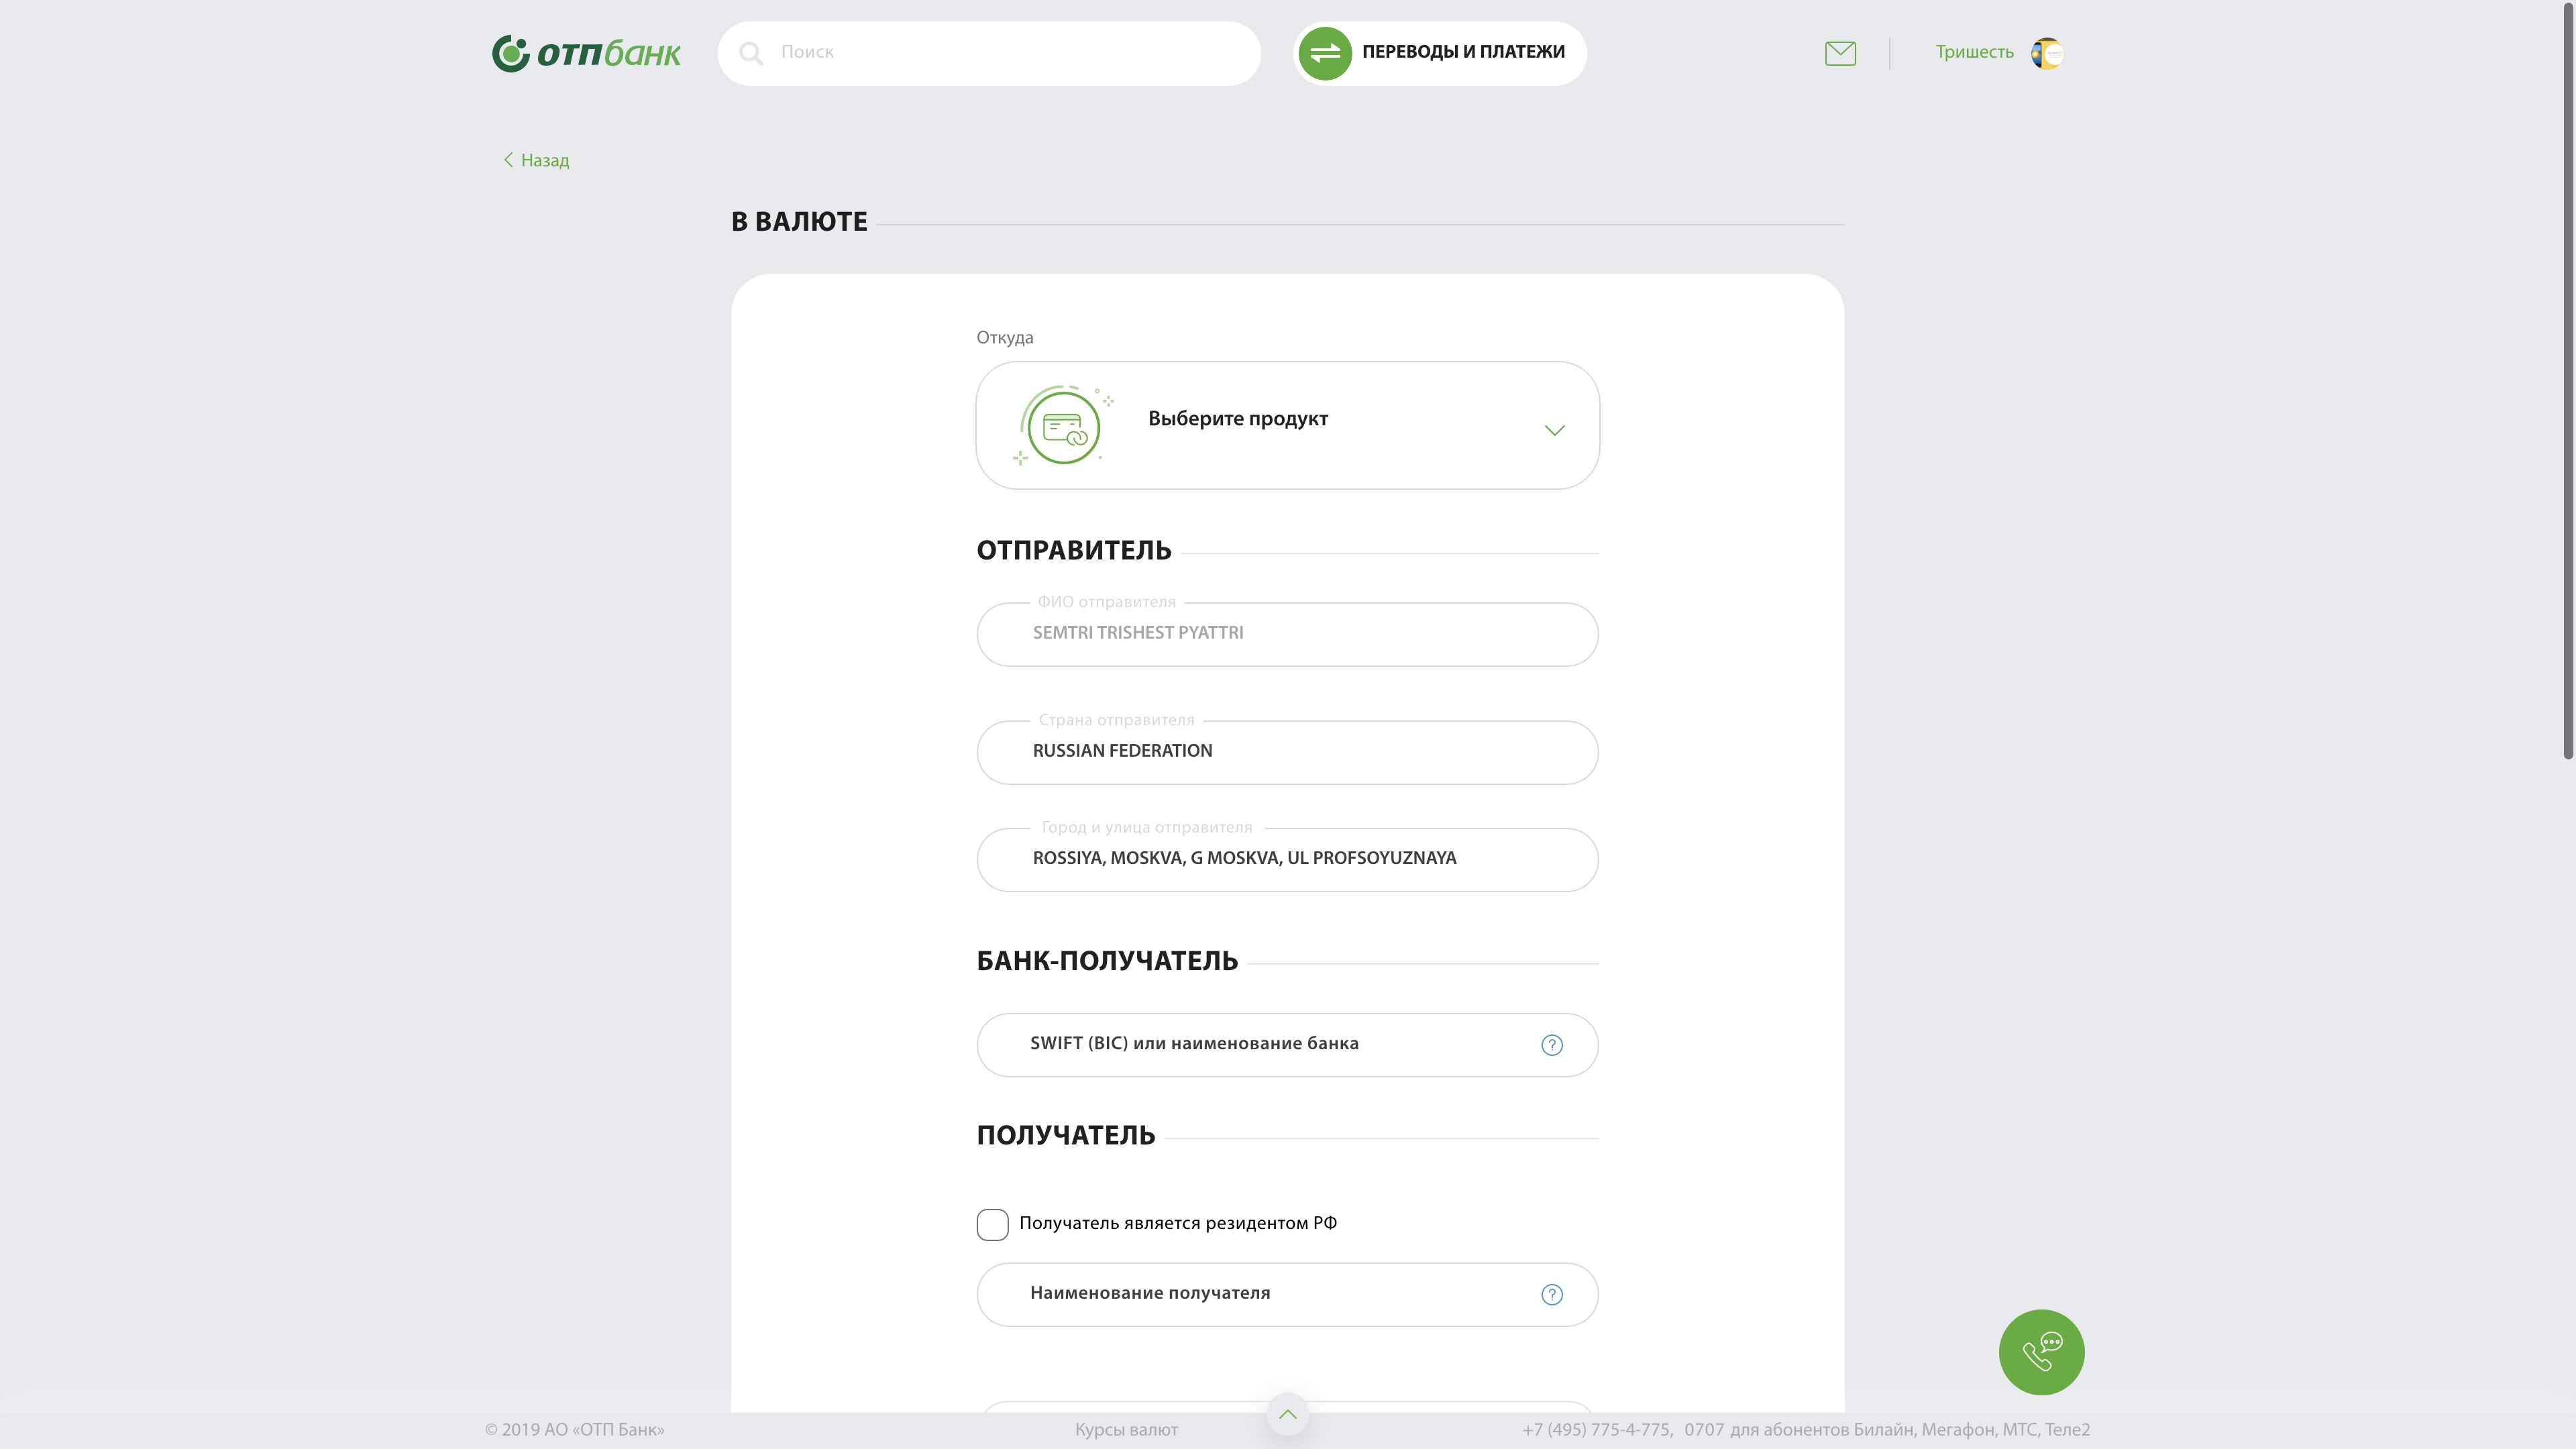 отпбанк
Поиск
ПЕРЕВОДЫ И ПЛАТЕЖИ
Тришесть
Назад
В ВАЛЮТЕ
Откуда
Выберите продукт
ОТПРАВИТЕЛЬ
ФИО отправителя
SEMTRI TRISHEST PYATTRI
Страна отправителя
RUSSIAN FEDERATION
Город и улица отправителя
ROSSIYA, MOSKVA, G MOSKVA, UL PROFSOYUZNAYA
БАНК-ПОЛУЧАТЕЛЬ
SWIFT (BIC) или наименование банка
?
ПОЛУЧАТЕЛЬ
Получатель является резидентом РФ
Наименование получателя
?
© 2019 АО «ОТП Банк»
Курсы валют
+7 (495) 775-4-775, 0707 для абонентов Билайн, Мегафон, МТС, Теле2